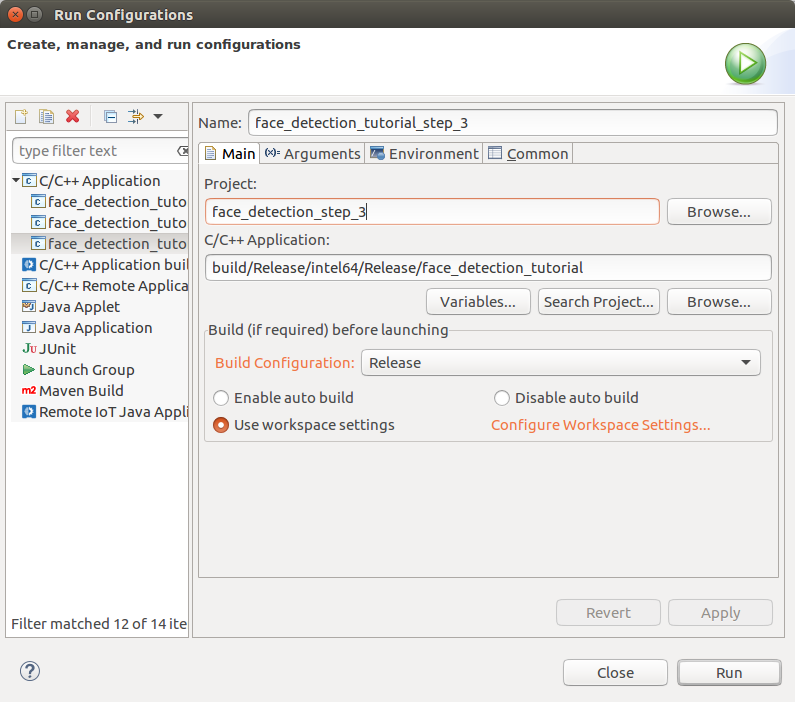 Run Configurations
Create, manage, and run configurations
type filter text
C/C++ Application
face_detection_tuto
face_detection_tuto
face_detection_tuto
C/C++ Application buil
C/C++ Remote Applica
Java Applet
Java Application
JUnit
Launch Group
Maven Build
Remote IoT Java Appli
Filter matched 12 of 14 ite
Name: face_detection_tutorial_step_3
Main Arguments Environment Common
Project:
face_detection_step_3 Browse...
C/C++ Application:
build/Release/intel64/Release/face_detection_tutorial
Variables... Search Project... Browse...
Build (if required) before launching
Build Configuration: Release
Enable auto build Disable auto build
Use workspace settings Configure Workspace Settings...
Revert Apply
? Close Run